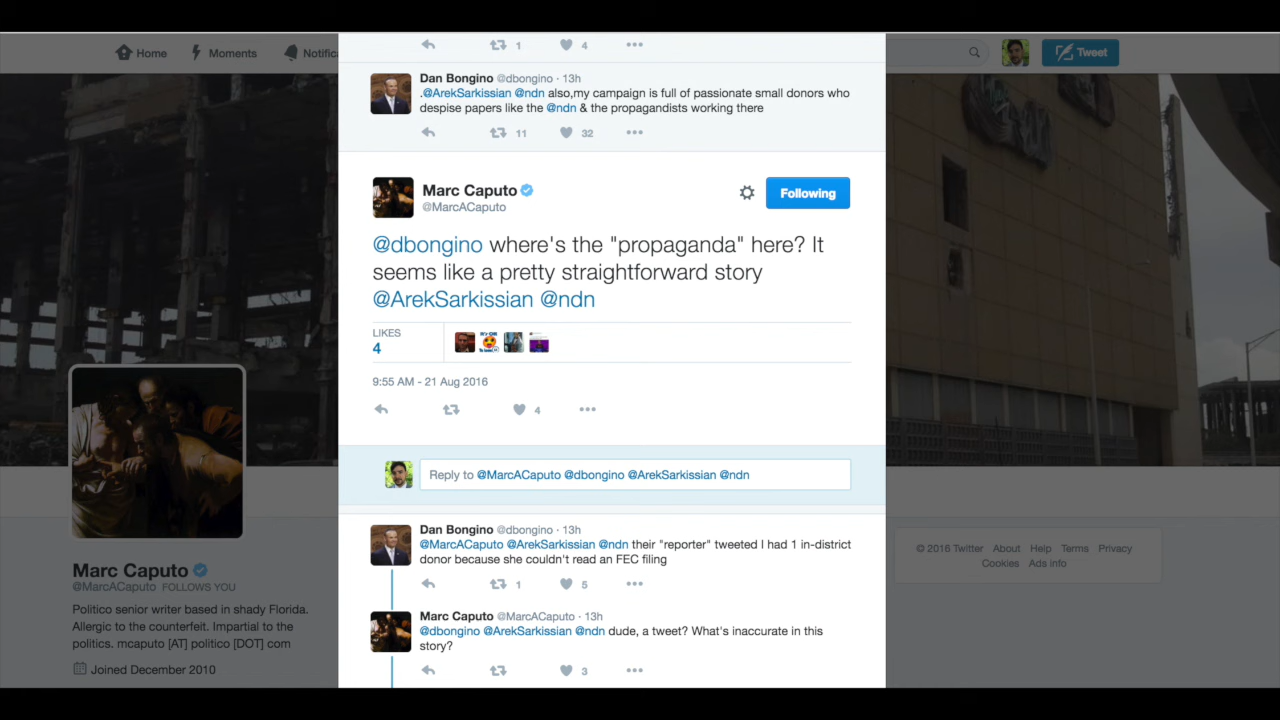 Home Moments Notific Tweet
1 4
Dan Bongino @dbongino · 13h
.@ArekSarkissian @ndn also,my campaign is full of passionate small donors who
despise papers like the @ndn & the propagandists working there
11 32
Marc Caputo
@MarcACaputo
Following
@dbongino where's the "propaganda" here? It
seems like a pretty straightforward story
@ArekSarkissian @ndn
LIKES
4
9:55 AM - 21 Aug 2016
4
Reply to @MarcACaputo @dbongino @ArekSarkissian @ndn
Dan Bongino @dbongino · 13h
@MarcACaputo @ArekSarkissian @ndn their "reporter" tweeted I had 1 in-district
donor because she couldn't read an FEC filing
1 5
Marc Caputo @MarcACaputo · 13h
@dbongino @ArekSarkissian @ndn dude, a tweet? What's inaccurate in this
story?
3
Marc Caputo
@MarcACaputo FOLLOWS YOU
Politico senior writer based in shady Florida.
Allergic to the counterfeit. Impartial to the
politics. mcaputo [AT] politico [DOT] com
Joined December 2010
© 2016 Twitter About Help Terms Privacy
Cookies Ads info